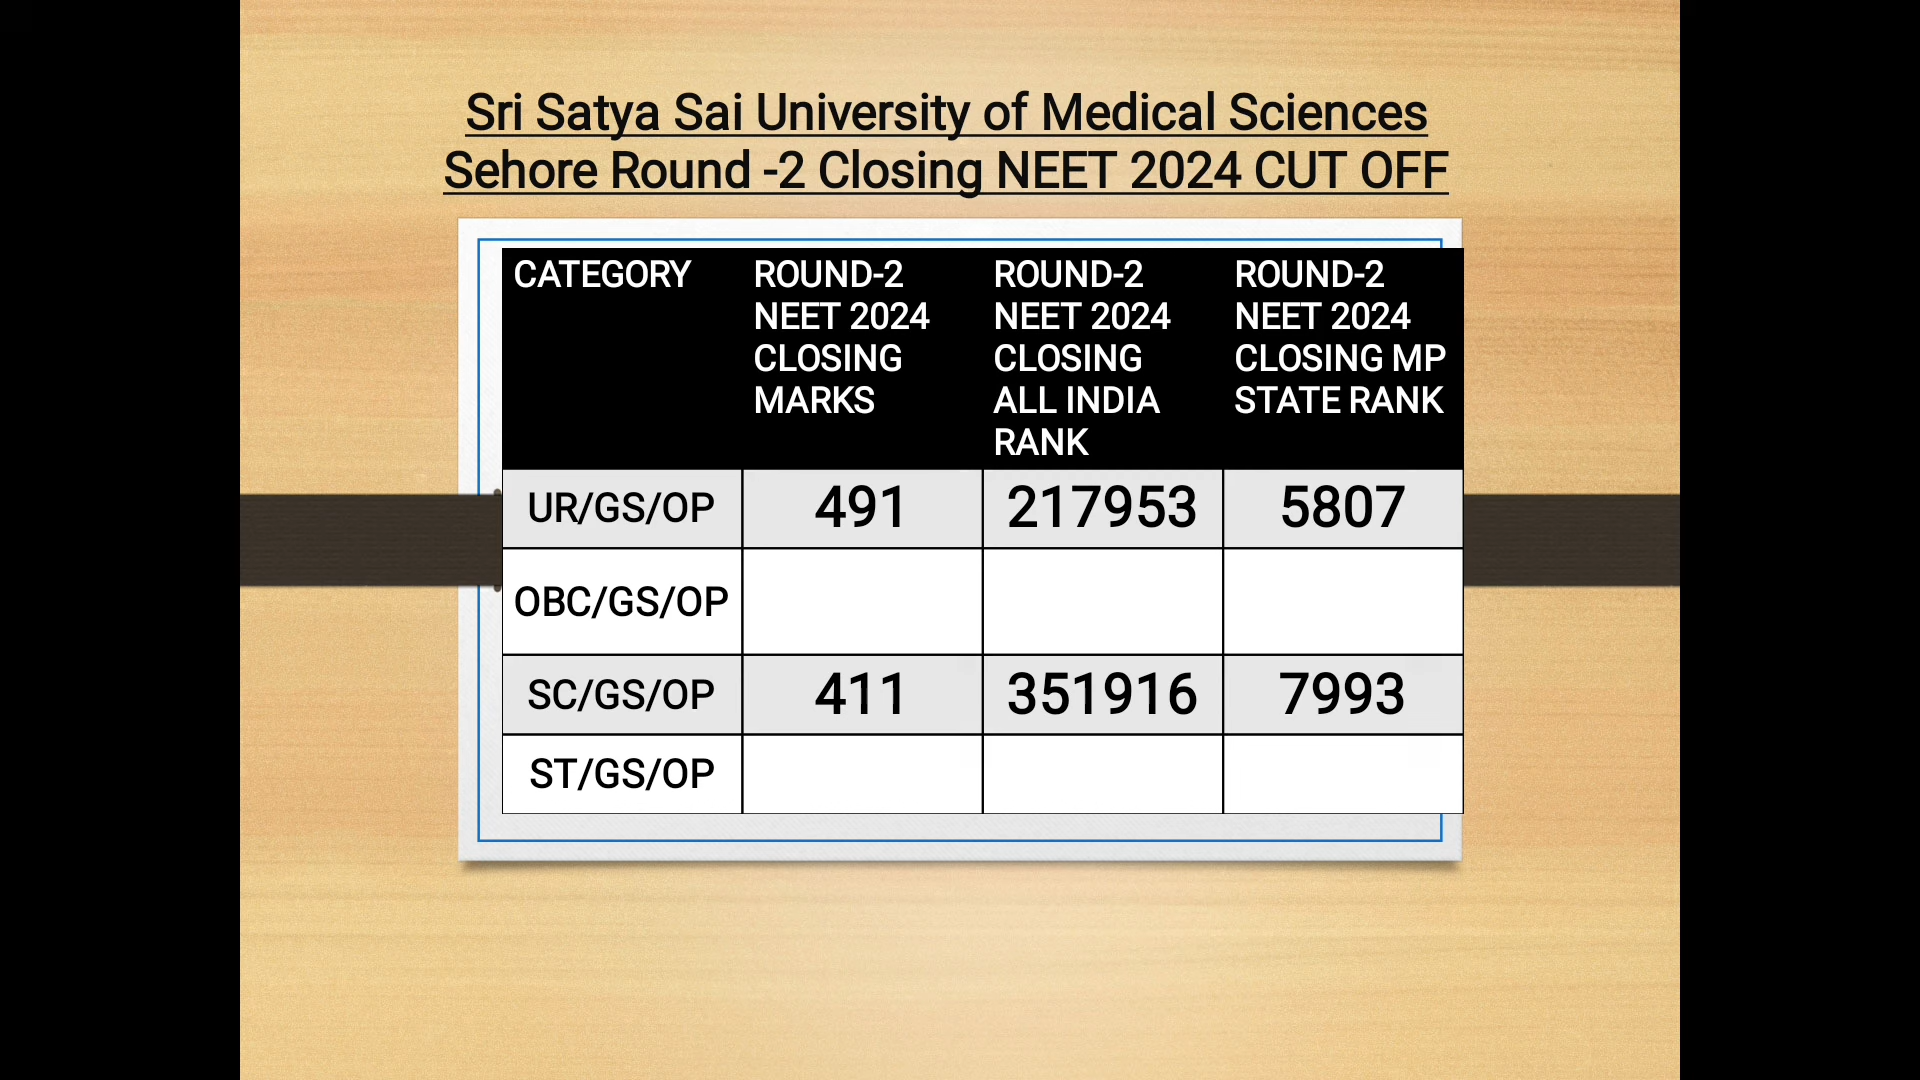 Sri Satya Sai University of Medical Sciences
Sehore Round -2 Closing NEET 2024 CUT OFF
CATEGORY
ROUND-2
NEET 2024
CLOSING
MARKS
ROUND-2
NEET 2024
CLOSING
ALL INDIA
RANK
ROUND-2
NEET 2024
CLOSING MP
STATE RANK
UR/GS/OP 491 217953 5807
OBC/GS/OP
SC/GS/OP 411 351916 7993
ST/GS/OP